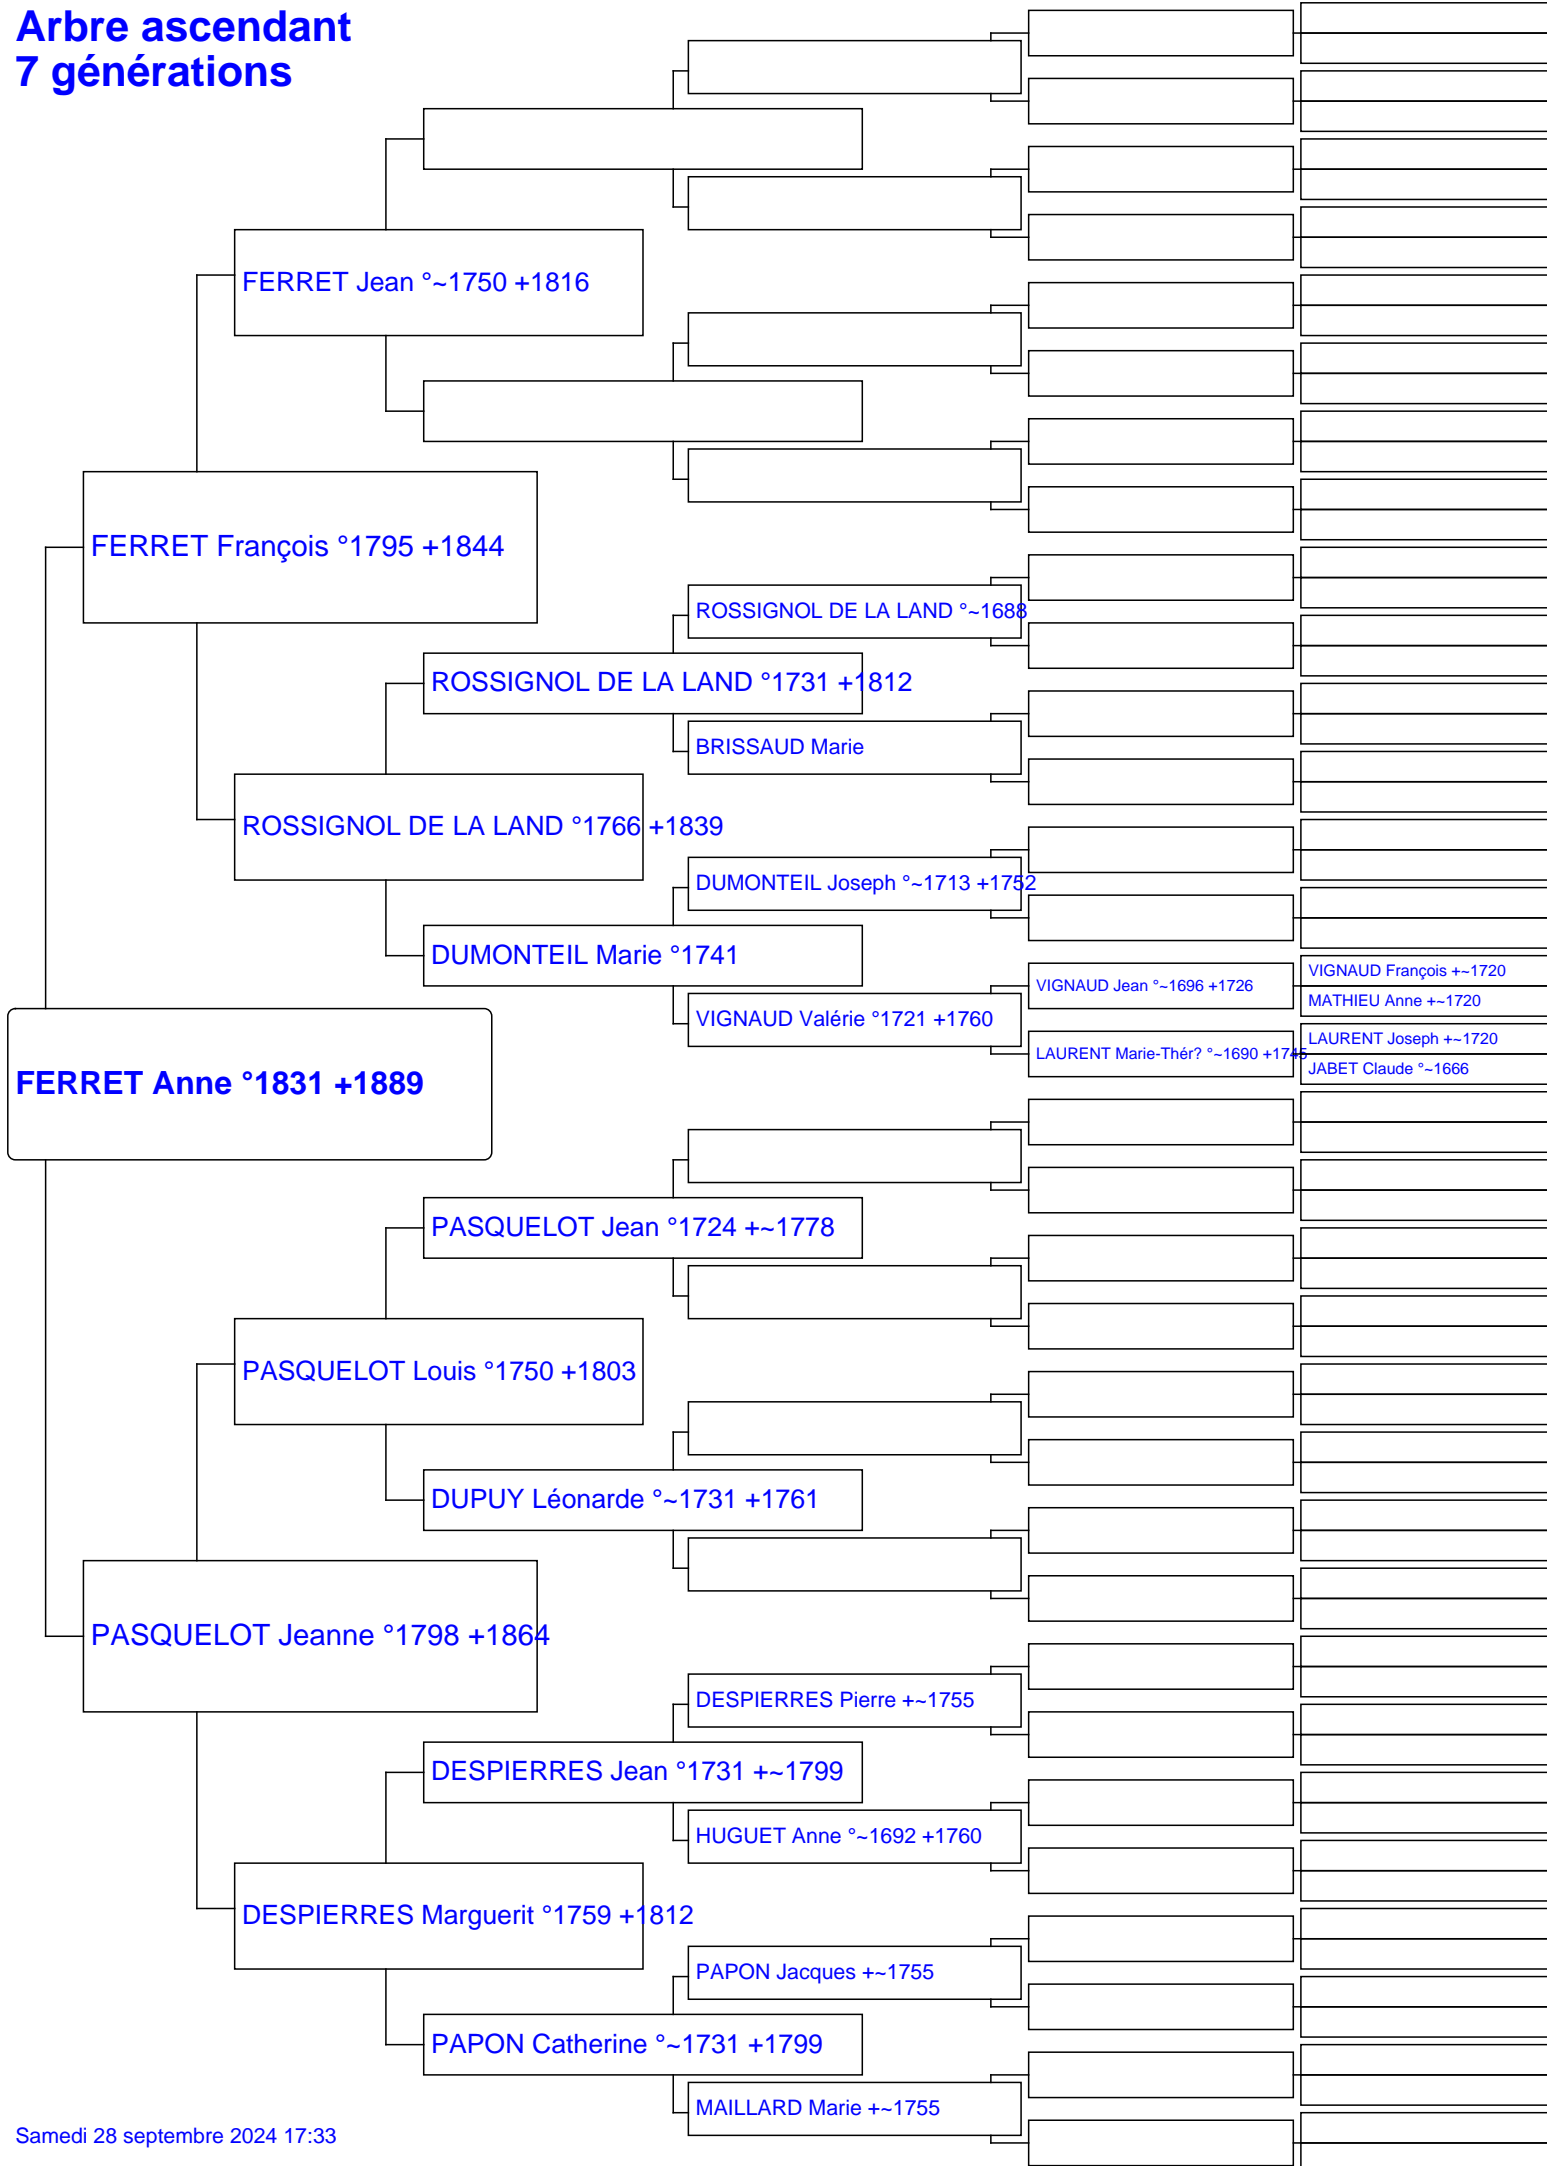 Arbre ascendant
7 générations
FERRET Jean °~1750 +1816
FERRET François °1795 +1844
ROSSIGNOL DE LA LAND °~1688
ROSSIGNOL DE LA LAND °1731 +1812
BRISSAUD Marie
ROSSIGNOL DE LA LAND °1766 +1839
DUMONTEIL Joseph °~1713 +1752
DUMONTEIL Marie °1741
VIGNAUD François +~1720
VIGNAUD Jean °~1696 +1726
MATHIEU Anne +~1720
VIGNAUD Valérie °1721 +1760
LAURENT Joseph +~1720
LAURENT Marie-Thér? °~1690 +1745
JABET Claude °~1666
FERRET Anne °1831 +1889
PASQUELOT Jean °1724 +~1778
PASQUELOT Louis °1750 +1803
DUPUY Léonarde °~1731 +1761
PASQUELOT Jeanne °1798 +1864
DESPIERRES Pierre +~1755
DESPIERRES Jean °1731 +~1799
HUGUET Anne °~1692 +1760
DESPIERRES Marguerit °1759 +1812
PAPON Jacques +~1755
PAPON Catherine °~1731 +1799
MAILLARD Marie +~1755
Samedi 28 septembre 2024 17:33